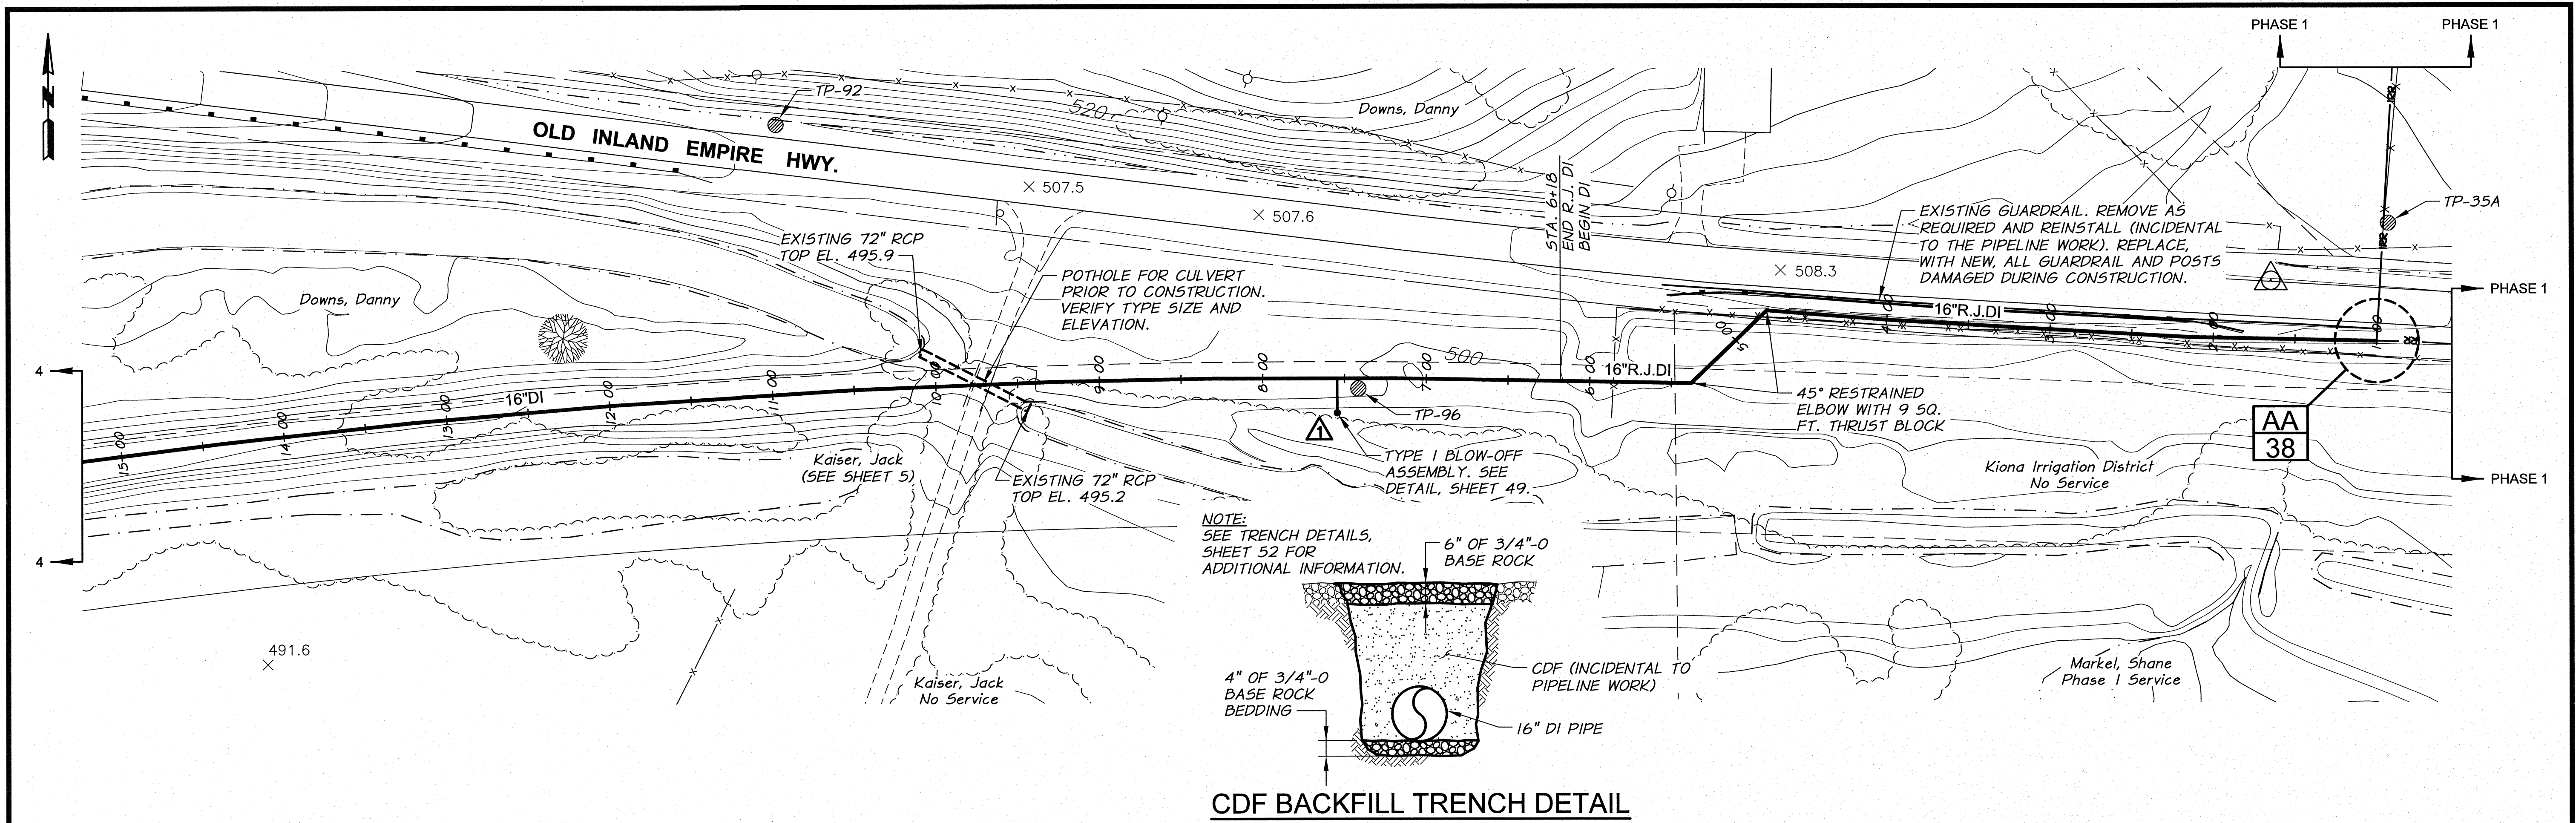 PHASE 1
PHASE 1
N
TP-92
520
Downs, Danny
OLD INLAND EMPIRE HWY.
507.5
507.6
STA. 6+18
END R.J. DI
BEGIN DI
EXISTING GUARDRAIL. REMOVE AS
REQUIRED AND REINSTALL (INCIDENTAL
TO THE PIPELINE WORK). REPLACE,
WITH NEW, ALL GUARDRAIL AND POSTS
DAMAGED DURING CONSTRUCTION.
TP-35A
508.3
EXISTING 72" RCP
TOP EL. 495.9
POTHOLE FOR CULVERT
PRIOR TO CONSTRUCTION.
VERIFY TYPE SIZE AND
ELEVATION.
Downs, Danny
PHASE 1
16"R.J.DI
1+00
2+00
3+00
4+00
5+00
6+00
7+00
8+00
9+00
10+00
11+00
12+00
13+00
14+00
15+00
500
16"R.J.DI
16"DI
4
4
TP-96
1
45° RESTRAINED
ELBOW WITH 9 SQ.
FT. THRUST BLOCK
AA
38
TYPE 1 BLOW-OFF
ASSEMBLY. SEE
DETAIL, SHEET 49.
Kaiser, Jack
(SEE SHEET 5)
EXISTING 72" RCP
TOP EL. 495.2
Kiona Irrigation District
No Service
PHASE 1
NOTE:
SEE TRENCH DETAILS,
SHEET 52 FOR
ADDITIONAL INFORMATION.
6" OF 3/4"-0
BASE ROCK
491.6
Kaiser, Jack
No Service
4" OF 3/4"-0
BASE ROCK
BEDDING
CDF (INCIDENTAL TO
PIPELINE WORK)
16" DI PIPE
Markel, Shane
Phase 1 Service
CDF BACKFILL TRENCH DETAIL